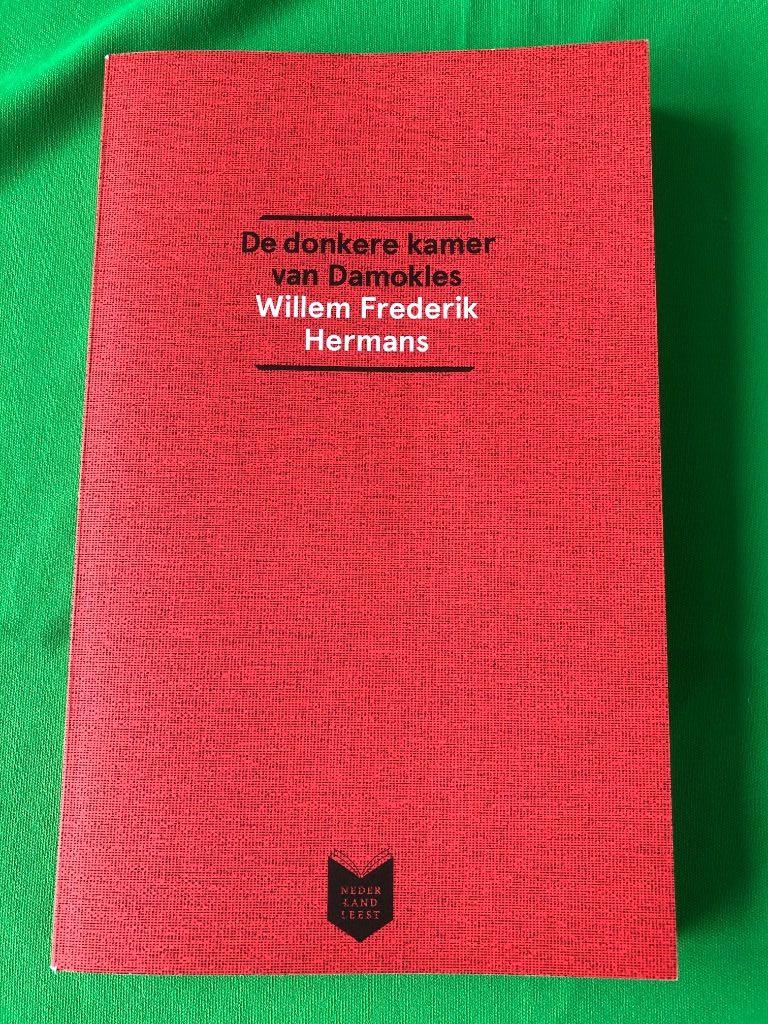 De donkere kamer
van Damokles
Willem Frederik
Hermans
NEDER
LAND
LEEST